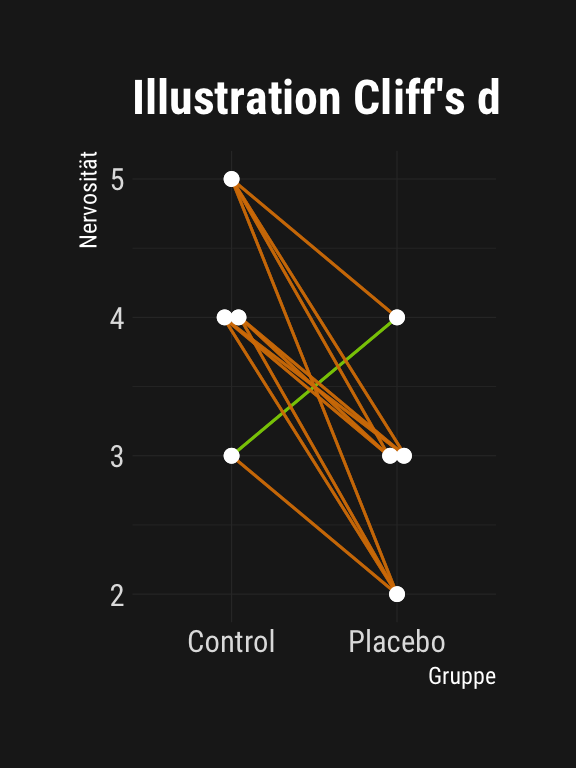 Illustration Cliff's d
Nervosität
5
4
3
2
Control Placebo
Gruppe